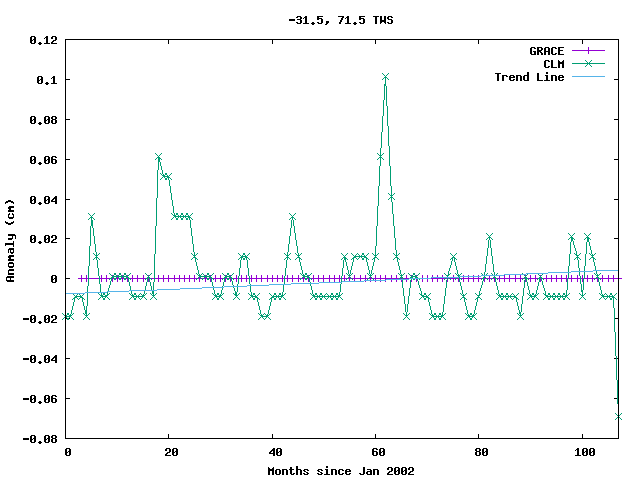 -31.5, 71.5 TWS
GRACE
CLM
Trend Line
0.12
0.1
0.08
0.06
0.04
0.02
0
-0.02
-0.04
-0.06
-0.08
Anomaly (cm)
0 20 40 60 80 100
Months since Jan 2002